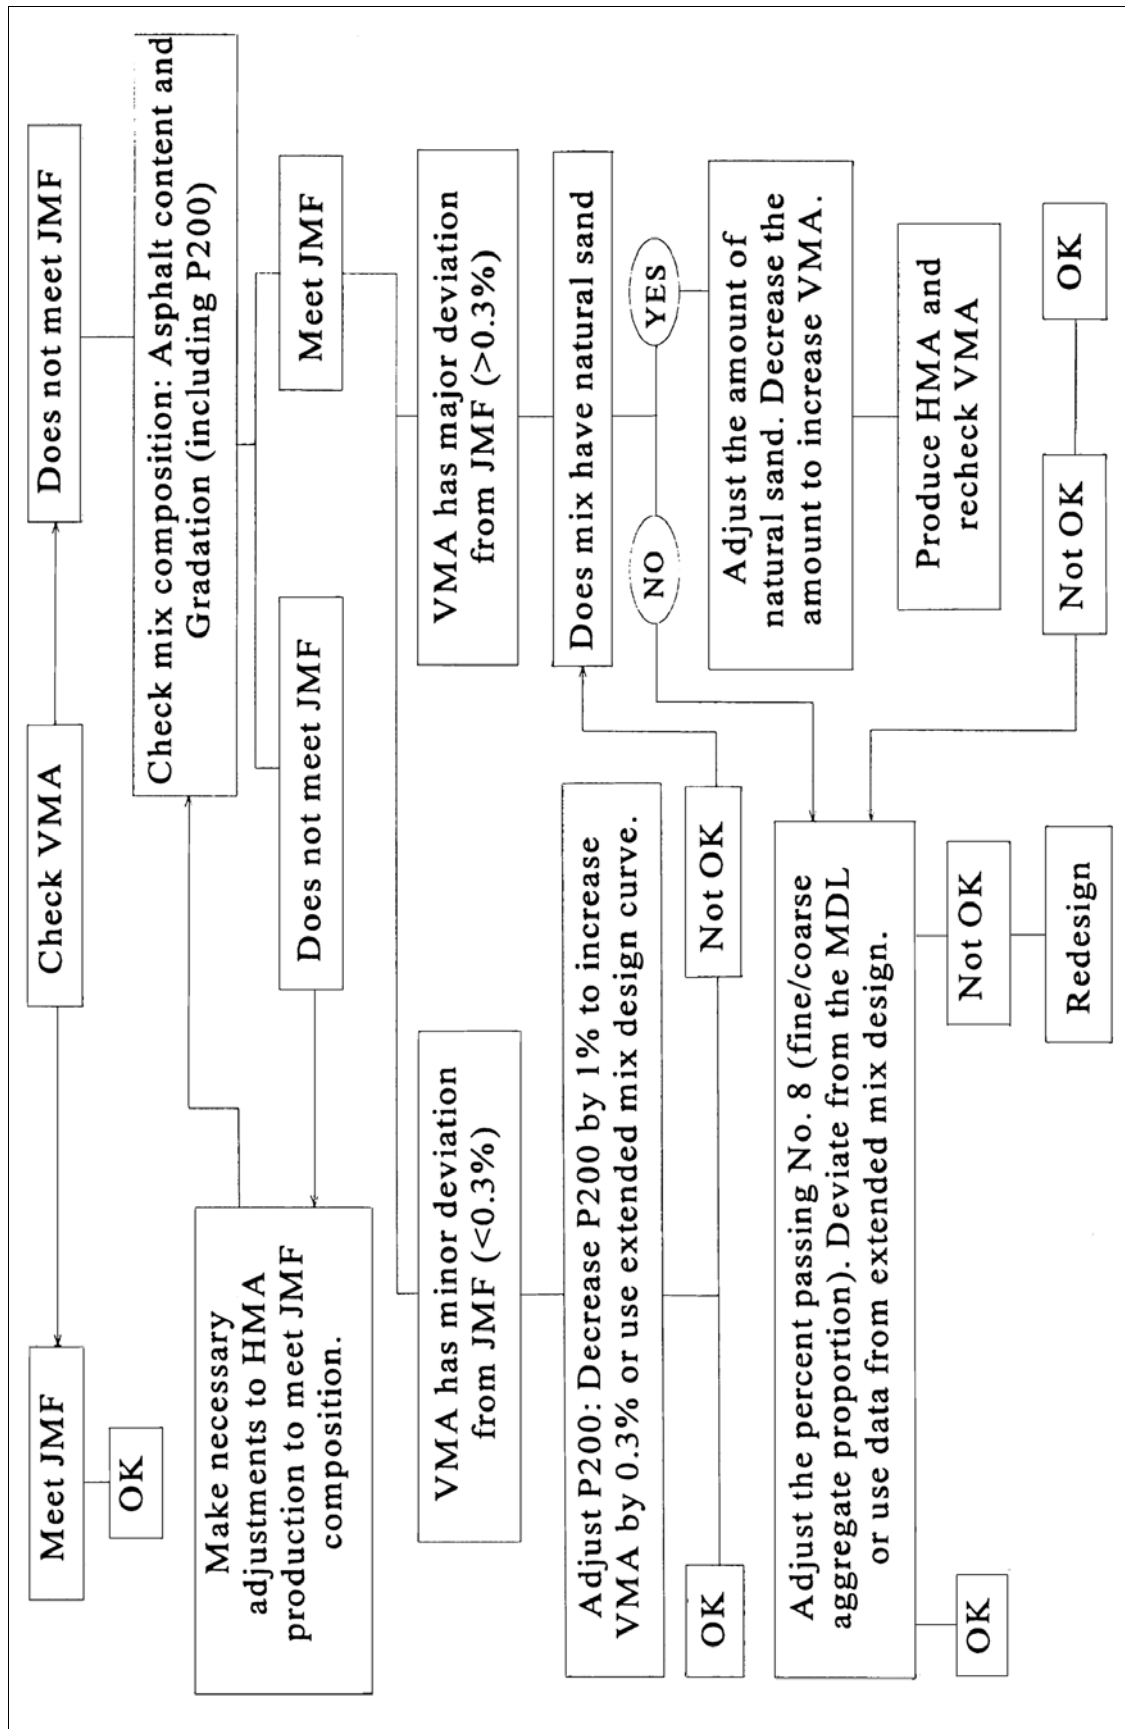 Check VMA
Meet JMF
Does not meet JMF
OK
Check mix composition: Asphalt content and
Gradation (including P200)
Make necessary
adjustments to HMA
production to meet JMF
composition.
Does not meet JMF
Meet JMF
VMA has minor deviation
from JMF (<0.3%)
VMA has major deviation
from JMF (>0.3%)
Adjust P200: Decrease P200 by 1% to increase
VMA by 0.3% or use extended mix design curve.
Does mix have natural sand
OK
Not OK
NO
YES
Adjust the percent passing No. 8 (fine/coarse
aggregate proportion). Deviate from the MDL
or use data from extended mix design.
Adjust the amount of
natural sand. Decrease the
amount to increase VMA.
Produce HMA and
recheck VMA
OK
Not OK
Redesign
Not OK
OK